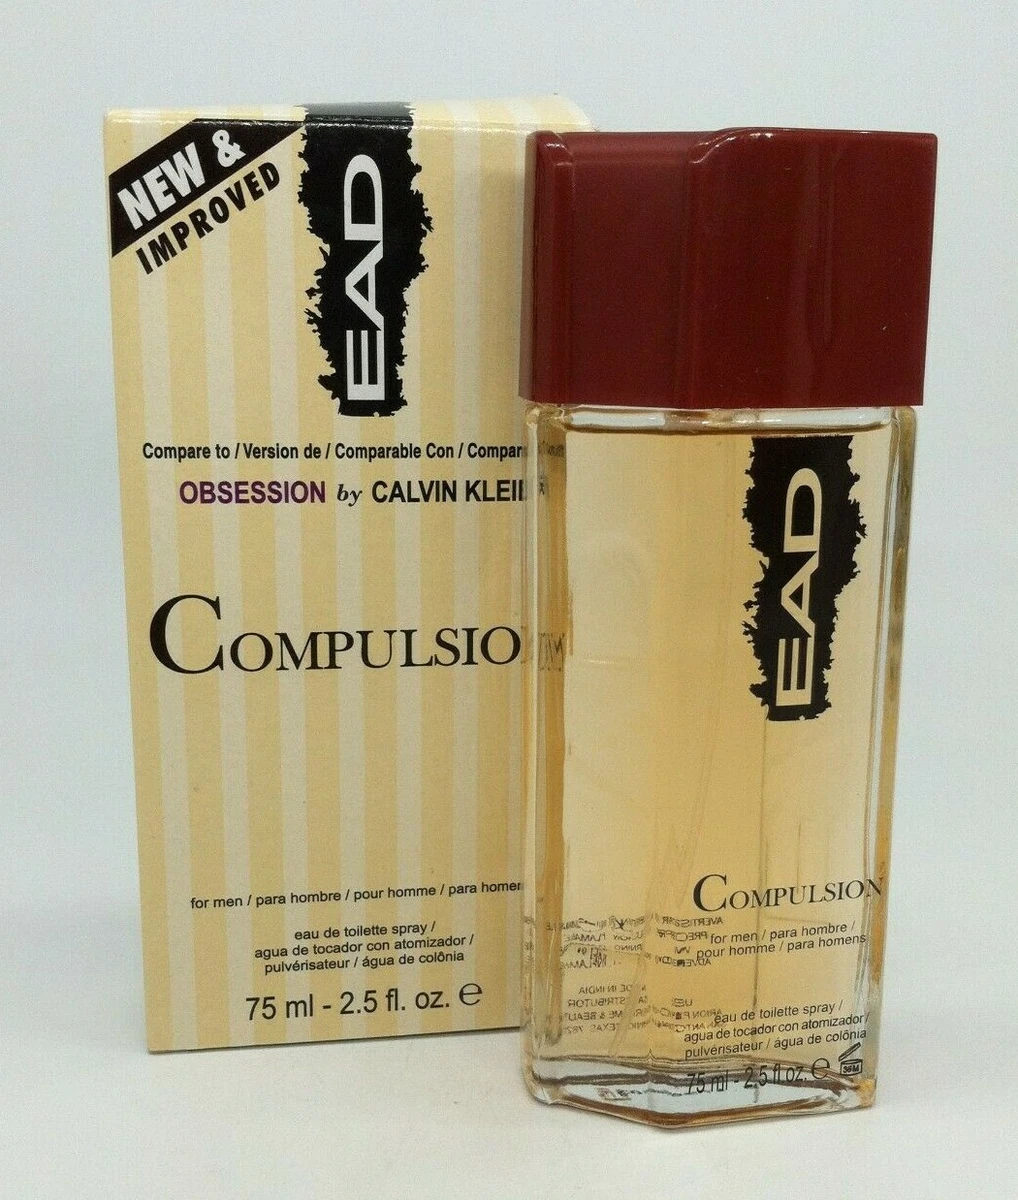 NEW &
IMPROVED
EAD
Compare to / Version de / Comparable Con / Compar
OBSESSION by CALVIN KLEI
COMPULSIO
for men / para hombre / pour homme / para homen
eau de toilette spray /
agua de tocador con atomizador /
pulvérisateur / água de colônia
75 ml - 2.5 fl. oz. ℮
EAD
COMPULSION
for men / para hombre /
pour homme / para homens
eau de toilette spray /
agua de tocador con atomizador /
pulvérisateur / água de colônia
75 ml - 2.5 fl oz. ℮
36M